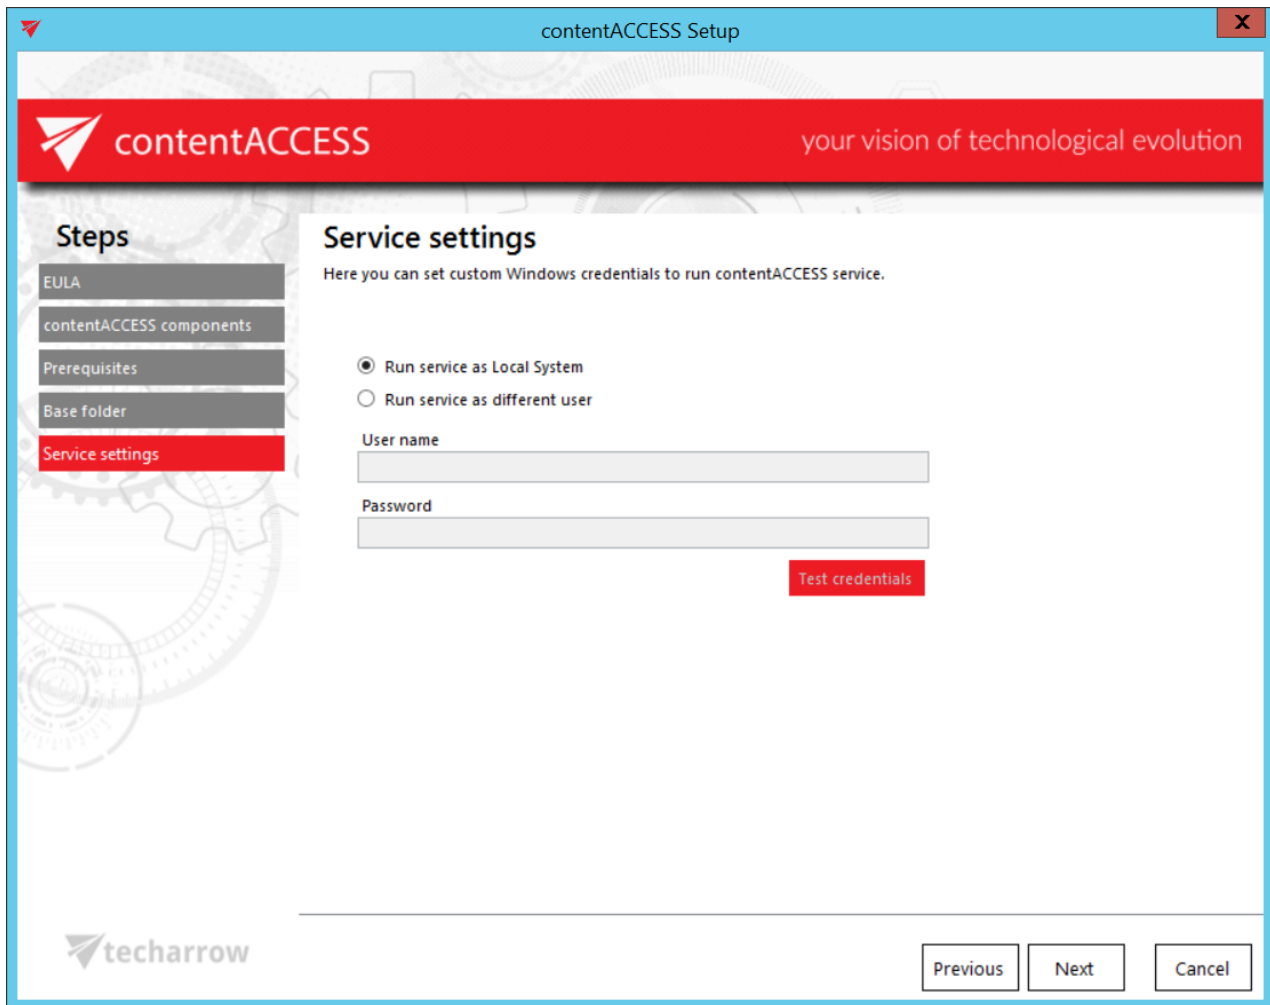 contentACCESS Setup
X
contentACCESS
your vision of technological evolution
Steps
EULA
contentACCESS components
Prerequisites
Base folder
Service settings
Service settings
Here you can set custom Windows credentials to run contentACCESS service.
Run service as Local System
Run service as different user
User name
Password
Test credentials
techarrow
Previous
Next
Cancel